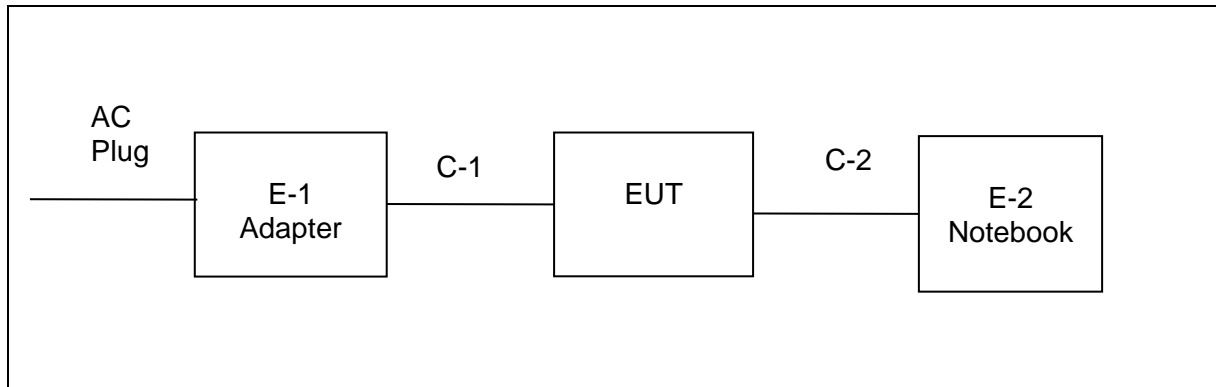 AC
Plug
E-1
Adapter
C-1
EUT
C-2
E-2
Notebook